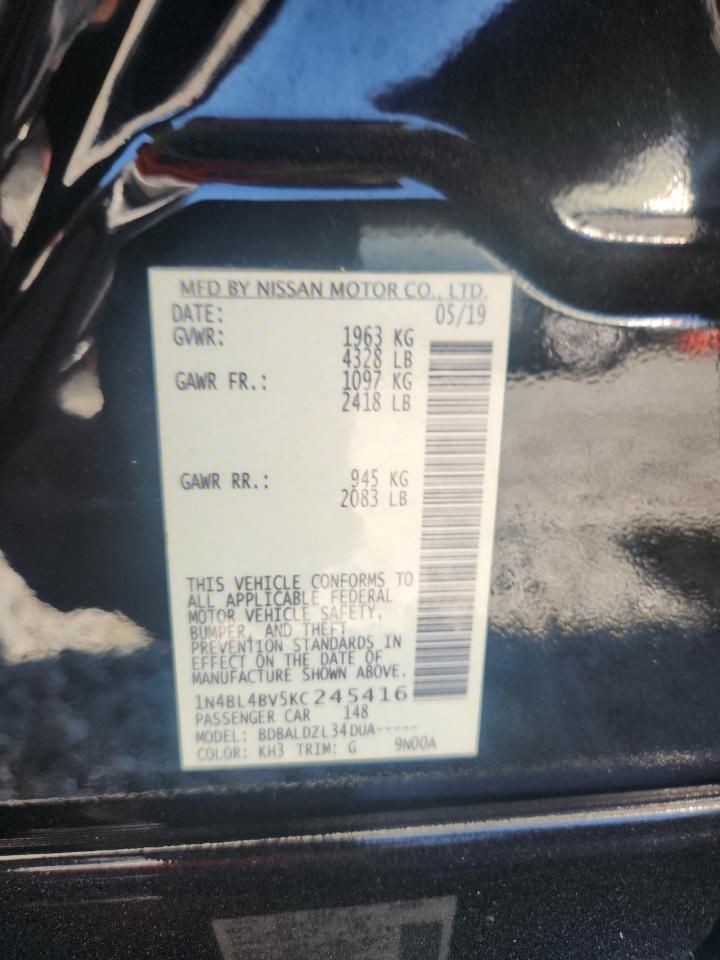 MFD BY NISSAN MOTOR CO., LTD.
DATE: 05/19
GVWR: 1963 KG
4328 LB
GAWR FR.: 1097 KG
2418 LB
GAWR RR.: 945 KG
2083 LB
THIS VEHICLE CONFORMS TO
ALL APPLICABLE FEDERAL
MOTOR VEHICLE SAFETY,
BUMPER, AND THEFT
PREVENTION STANDARDS IN
EFFECT ON THE DATE OF
MANUFACTURE SHOWN ABOVE.
1N4BL4BV5KC245416
PASSENGER CAR 148
MODEL: BDBALDZL34DUA-----
COLOR: KH3 TRIM: G 9N00A